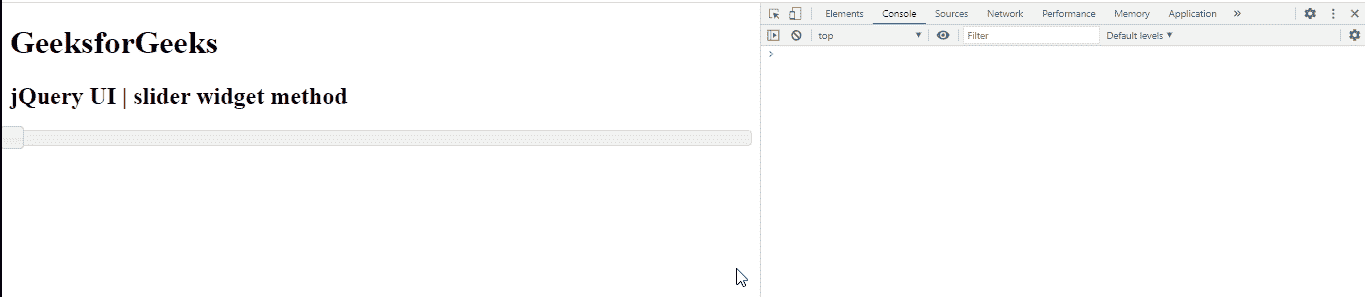 GeeksforGeeks
jQuery UI | slider widget method
Elements Console Sources Network Performance Memory Application »
top Filter Default levels